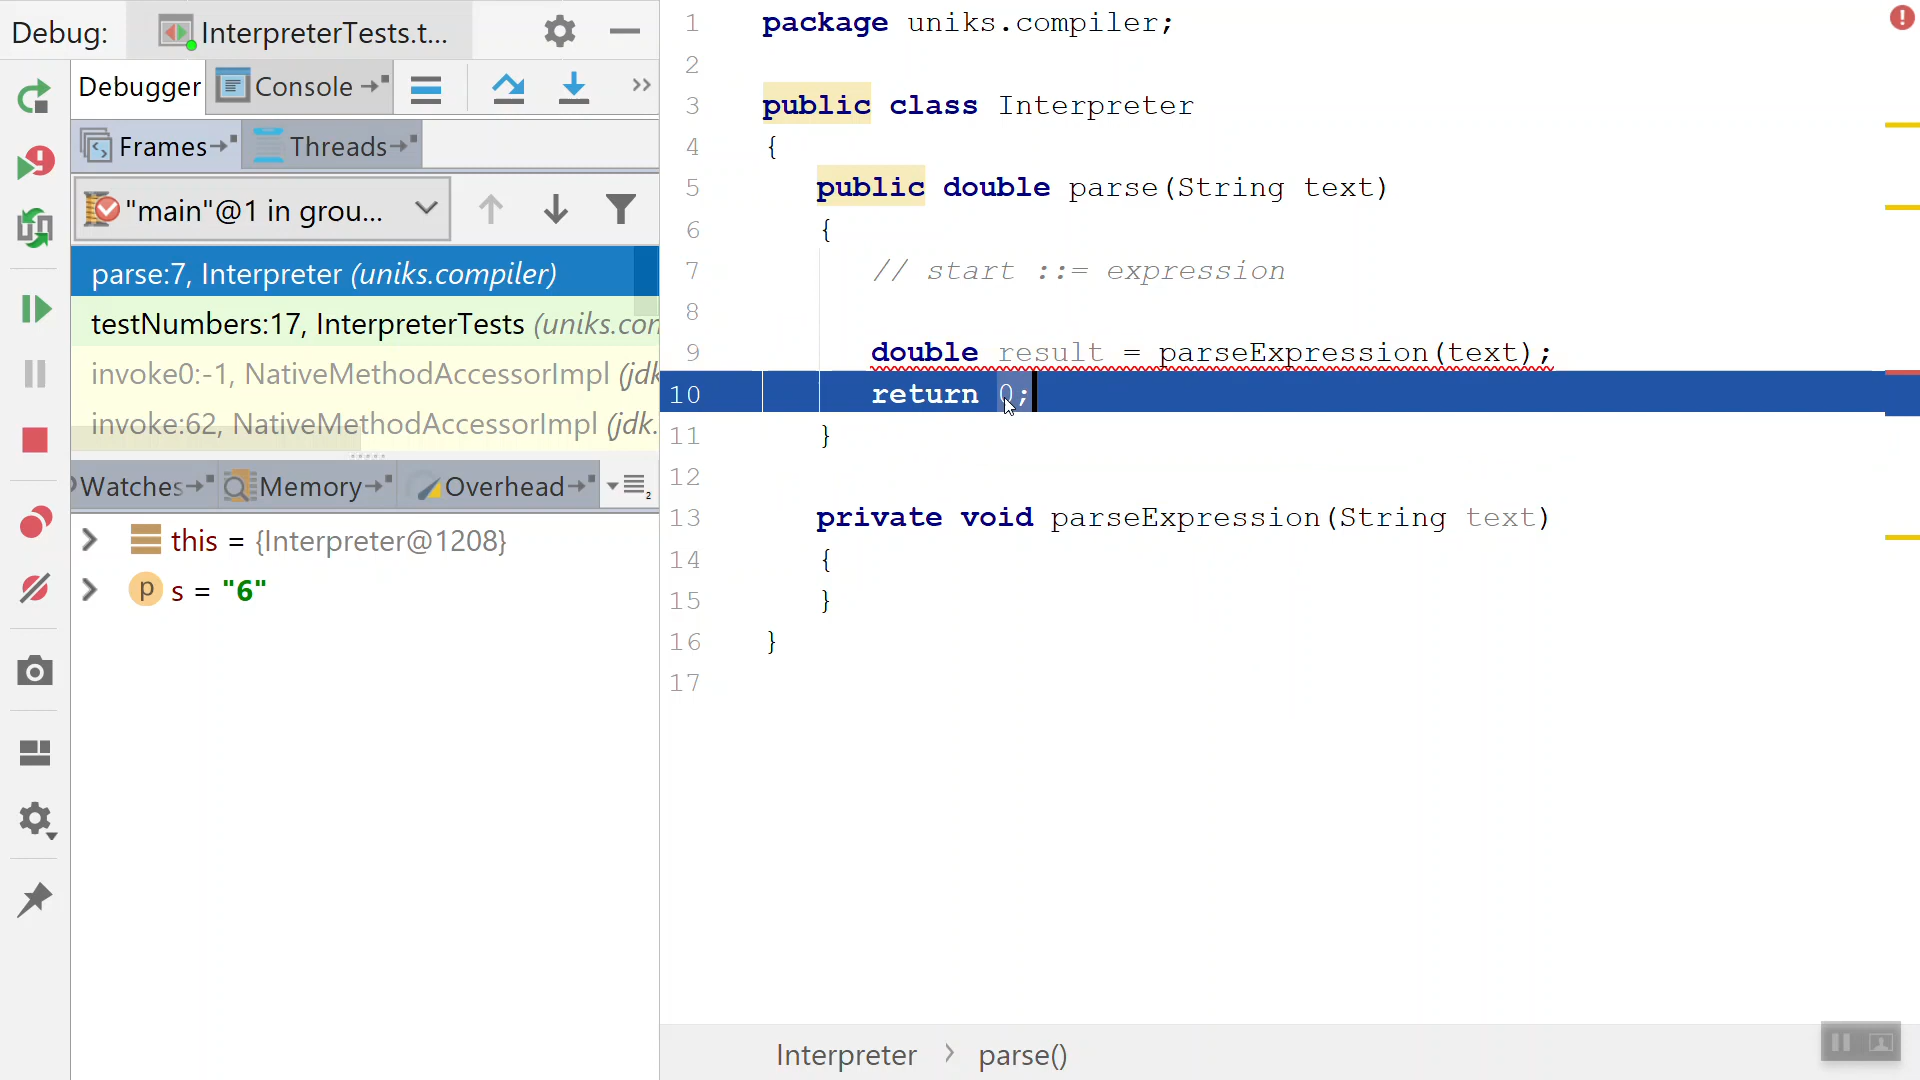 Debug: InterpreterTests.t...
Debugger Console
Frames Threads
"main"@1 in grou...
parse:7, Interpreter (uniks.compiler)
testNumbers:17, InterpreterTests (uniks.con
invoke0:-1, NativeMethodAccessorImpl (jdk
invoke:62, NativeMethodAccessorImpl (jdk.
Watches Memory Overhead
this = {Interpreter@1208}
p s = "6"
1 package uniks.compiler;
2
3 public class Interpreter
4 {
5 public double parse(String text)
6 {
7 // start ::= expression
8
9 double result = parseExpression(text);
10 return 0;
11 }
12
13 private void parseExpression(String text)
14 {
15 }
16 }
17
Interpreter > parse()